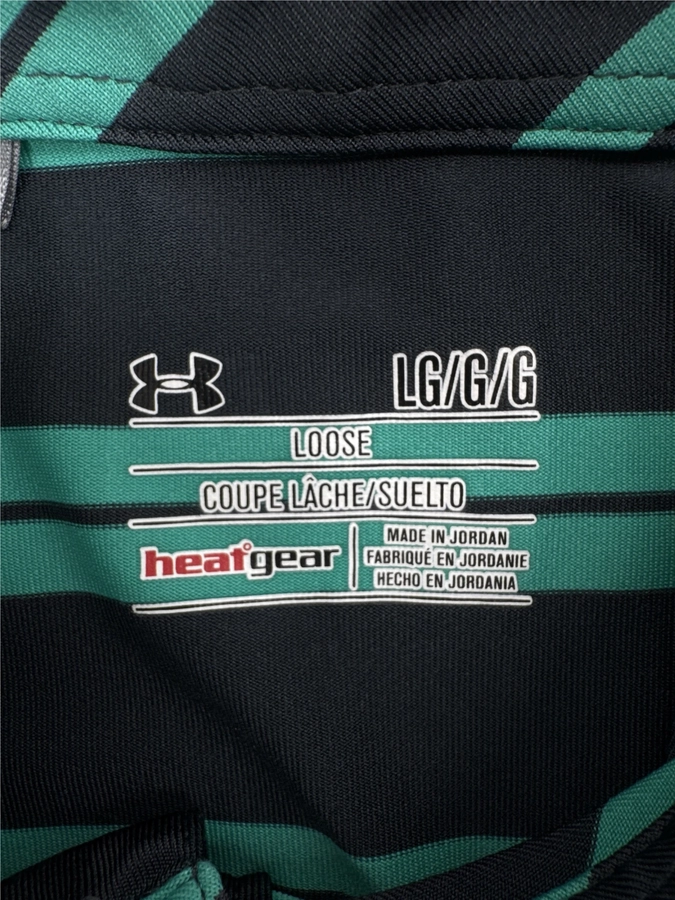 LG/G/G
LOOSE
COUPE LÂCHE/SUELTO
heatgear
MADE IN JORDAN
FABRIQUÉ EN JORDANIE
HECHO EN JORDANIA